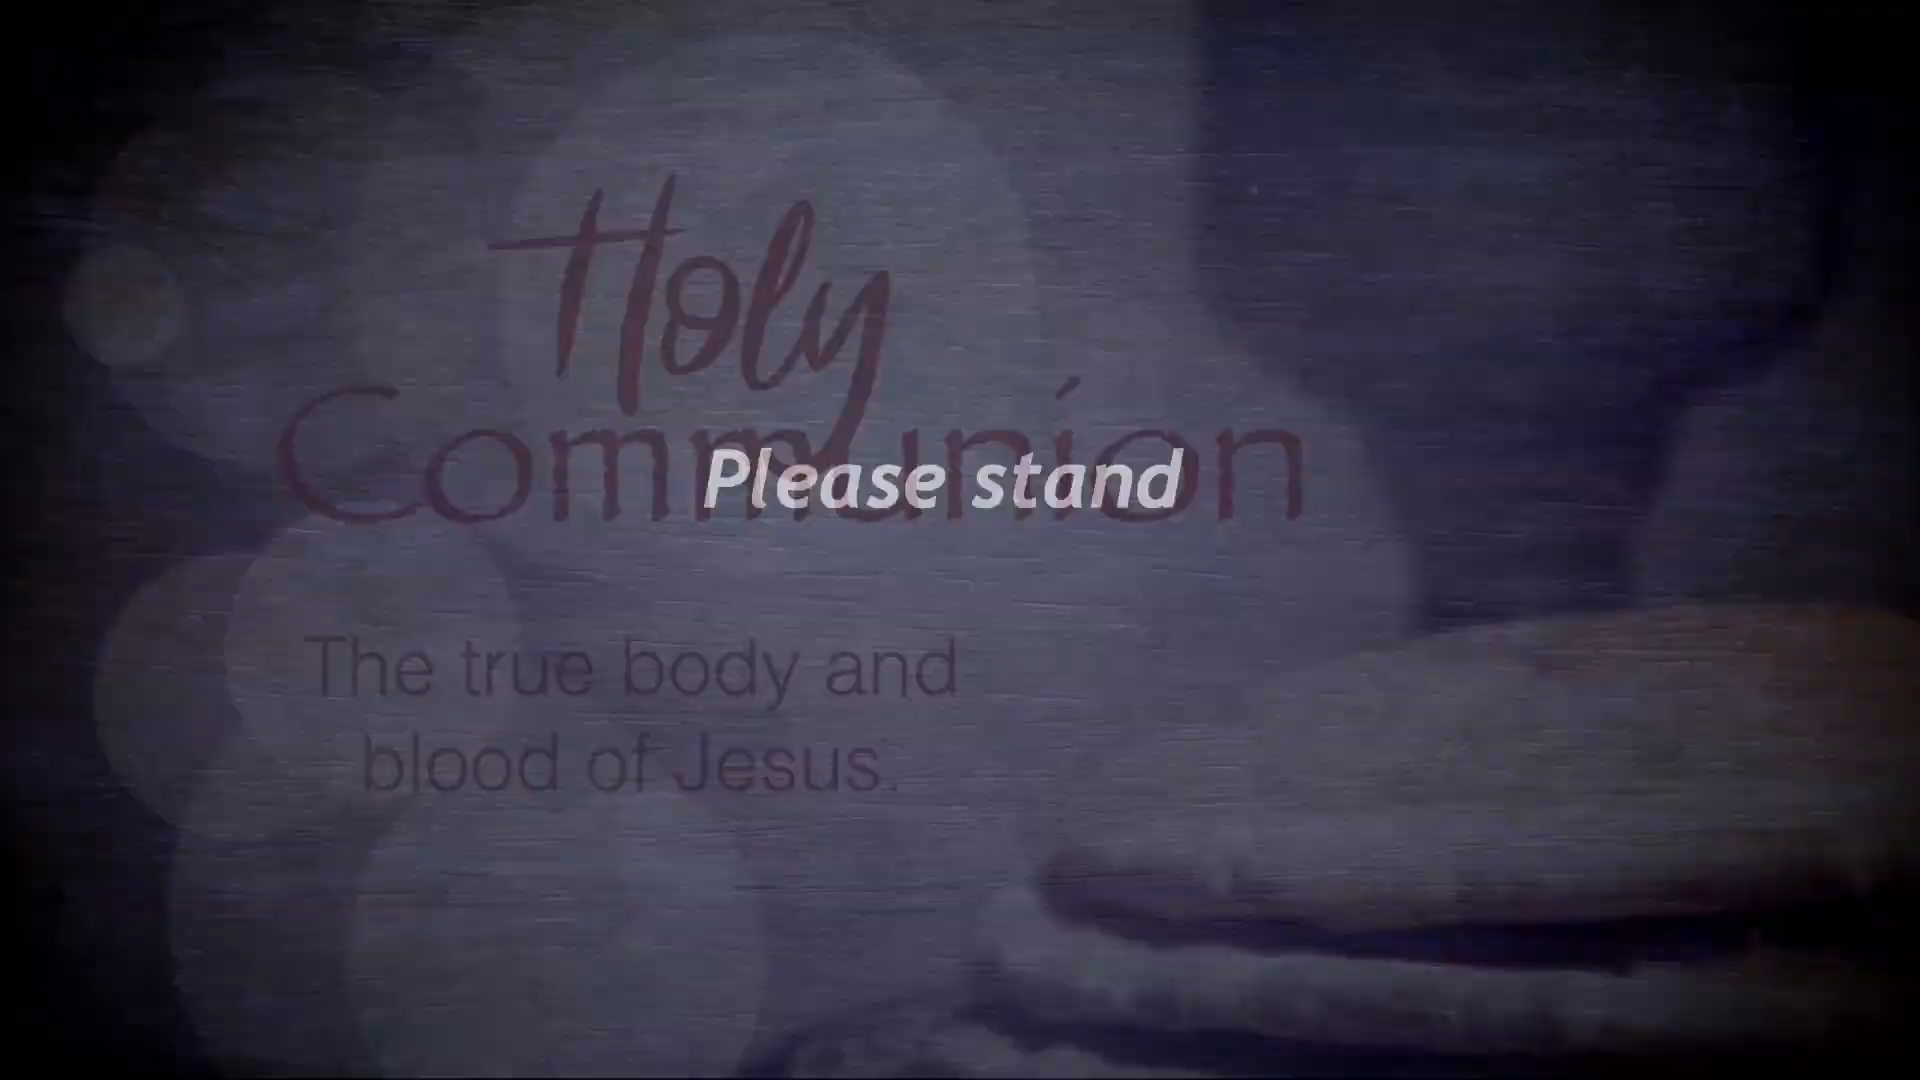 Holy
Communion
Please stand
The true body and
blood of Jesus.